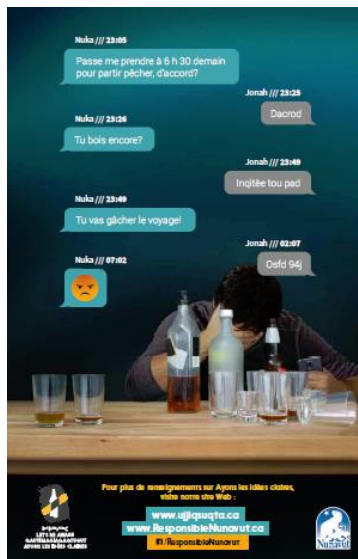 Nuka /// 23:05
Passe me prendre à 6 h 30 demain
pour partir pêcher, d'accord?
Jonah /// 23:25
Dacrod
Nuka /// 23:26
Tu bois encore?
Jonah /// 23:49
Inqitèe tou pad
Nuka /// 23:49
Tu vas gâcher le voyage!
Jonah /// 02:07
Osfd 94j
Nuka /// 07:02
Pour plus de renseignements sur Ayons les idées claires,
visite notre site Web :
www.ujjiqsuqta.ca
www.ResponsibleNunavut.ca
/ResponsibleNunavut
LET'S BE AWARE
AYONS LES IDÉES CLAIRES
Nunavut